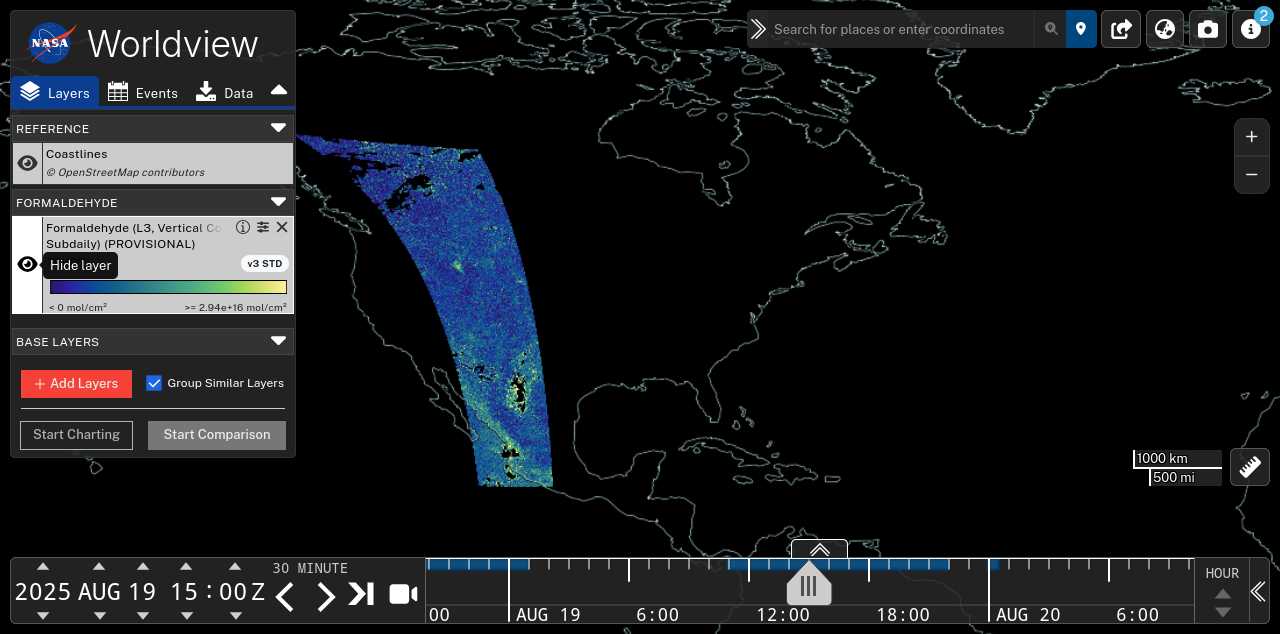 NASA
Worldview
Layers
Events
Data
REFERENCE
Coastlines
© OpenStreetMap contributors
FORMALDEHYDE
Formaldehyde (L3, Vertical Co
Subdaily) (PROVISIONAL)
Hide layer
v3 STD
< 0 mol/cm²
>= 2.94e+16 mol/cm²
BASE LAYERS
+ Add Layers
Group Similar Layers
Start Charting
Start Comparison
Search for places or enter coordinates
2
+
−
1000 km
500 mi
2025 AUG 19 15:00Z
30 MINUTE
00
AUG 19
6:00
12:00
18:00
AUG 20
6:00
HOUR